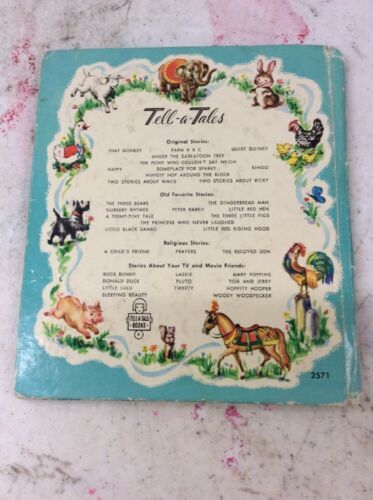 Tell-a-Tales
Original Stories:
THAT DONKEY FARM A B C QUIET QUINCY
UNDER THE SASKATOON TREE
THE PONY WHO COULDN'T SAY NEIGH
HAPPY SOMEPLACE FOR SPARKY BINGO
HIPPETY HOP AROUND THE BLOCK
TWO STORIES ABOUT WAGS TWO STORIES ABOUT RICKY
Old Favorite Stories:
THE THREE BEARS THE GINGERBREAD MAN
NURSERY RHYMES PETER RABBIT LITTLE RED HEN
A TEENY-TINY TALE THE THREE LITTLE PIGS
THE PRINCESS WHO NEVER LAUGHED
LITTLE BLACK SAMBO LITTLE RED RIDING HOOD
Religious Stories:
A CHILD'S FRIEND PRAYERS THE BELOVED SON
Stories About Your TV and Movie Friends:
BUGS BUNNY LASSIE MARY POPPINS
DONALD DUCK PLUTO TOM AND JERRY
LITTLE LULU TWEETY HOPPITY HOOPER
SLEEPING BEAUTY WOODY WOODPECKER
TELL-A-TALE
BOOKS
2571